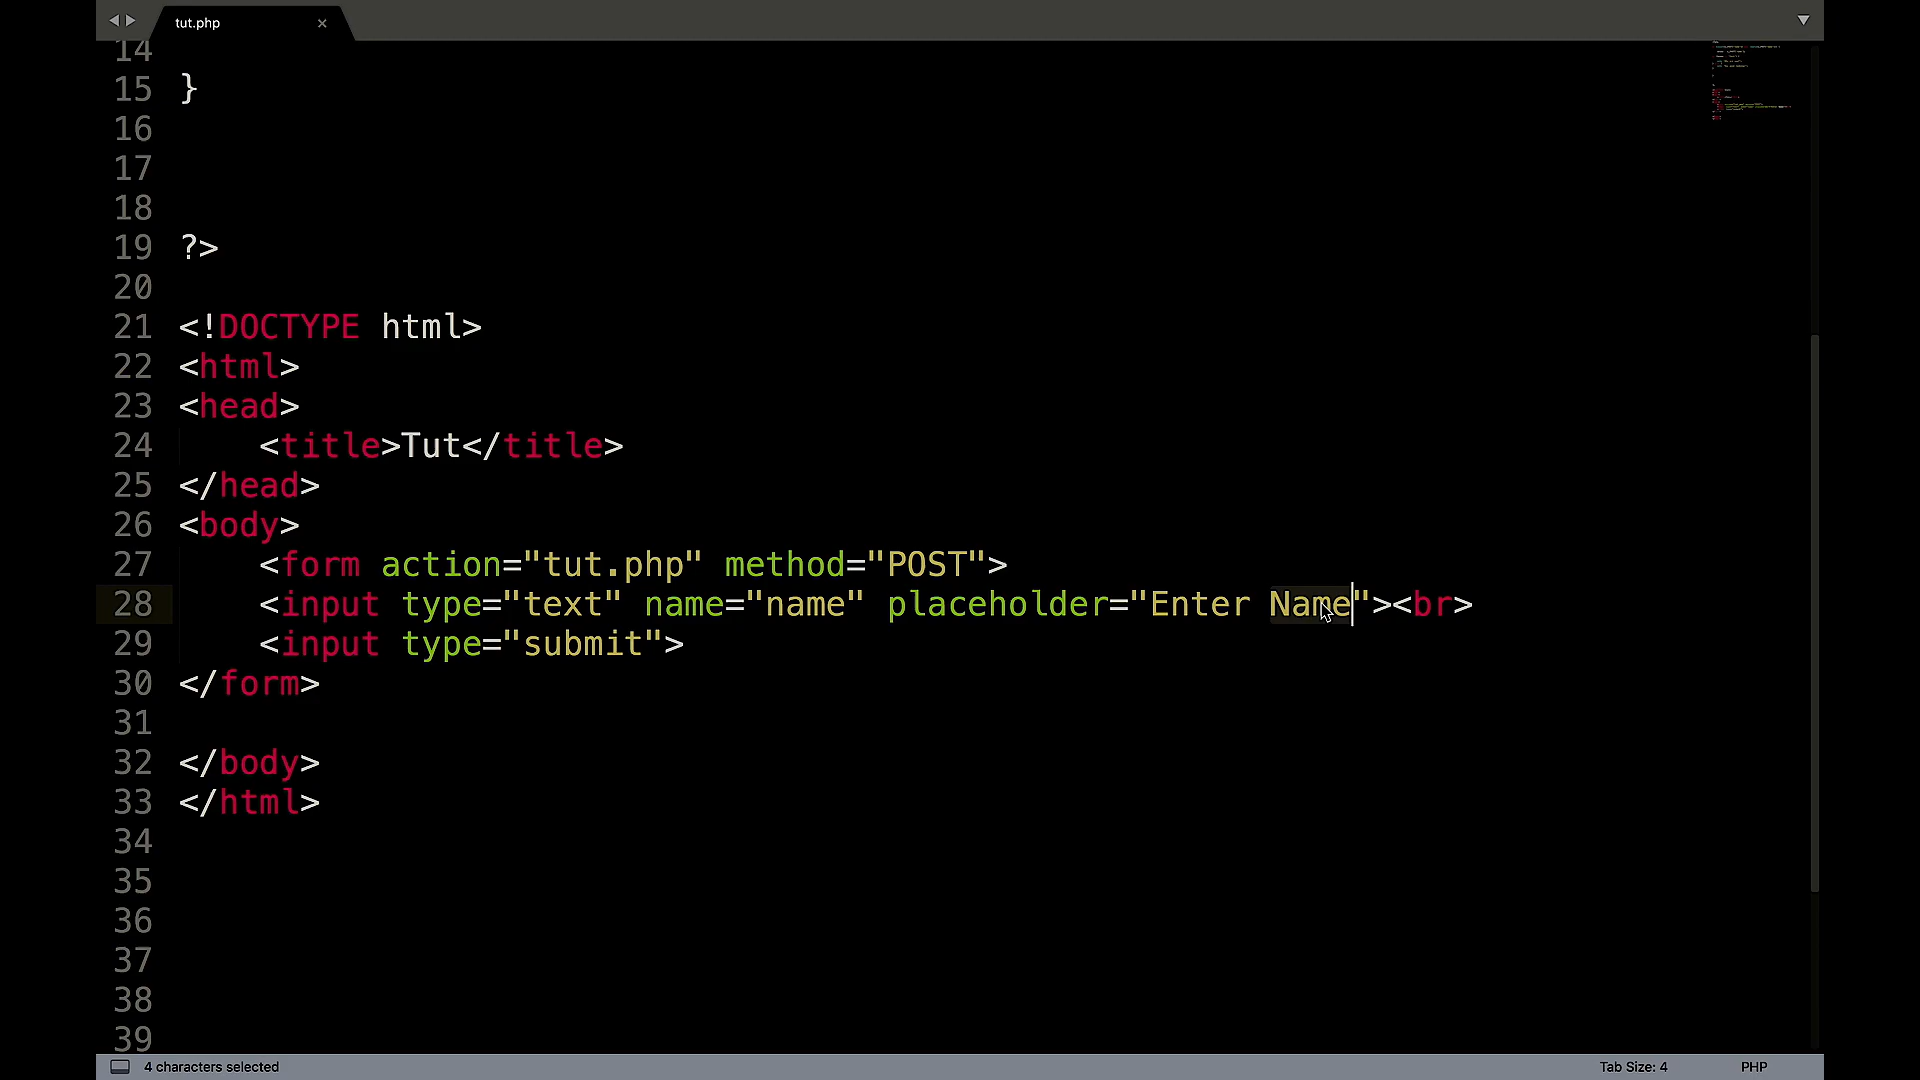 tut.php ×
14
15 }
16
17
18
19 ?>
20
21 <!DOCTYPE html>
22 <html>
23 <head>
24     <title>Tut</title>
25 </head>
26 <body>
27     <form action="tut.php" method="POST">
28     <input type="text" name="name" placeholder="Enter Name"><br>
29     <input type="submit">
30 </form>
31
32 </body>
33 </html>
34
35
36
37
38
39
4 characters selected Tab Size: 4 PHP